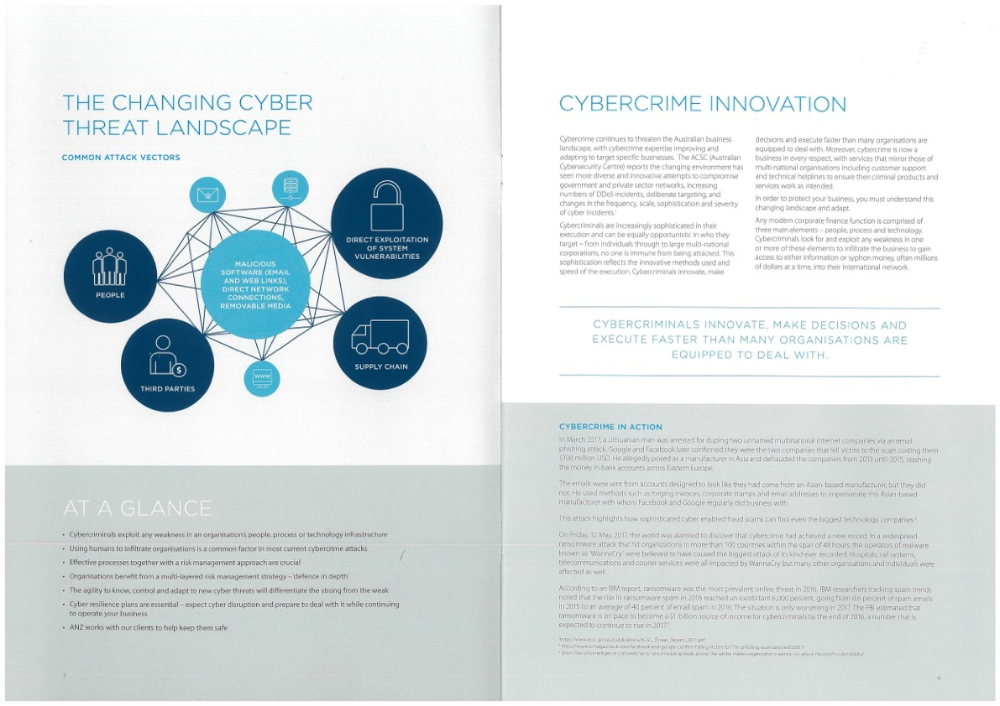 THE CHANGING CYBER
THREAT LANDSCAPE
COMMON ATTACK VECTORS
DIRECT EXPLOITATION
OF SYSTEM
VULNERABILITIES
MALICIOUS
SOFTWARE (EMAIL
AND WEB LINKS),
DIRECT NETWORK
CONNECTIONS,
REMOVABLE MEDIA
PEOPLE
$
THIRD PARTIES
WWW
SUPPLY CHAIN
AT A GLANCE
• Cybercriminals exploit any weakness in an organisation's people, process or technology infrastructure
• Using humans to infiltrate organisations is a common factor in most current cyberker attacks
• Effective processes together with a risk management approach are crucial
• Organisations benefit from a multi-layered risk management strategy – 'defence in depth'
• The agility to know, control and adapt to new cyber threats will differentiate the strong from the weak
• Cyber resilience plans are essential – expect cyber disruption and prepare to deal with it while continuing
to operate your business
• ANZ works with our clients to help keep them safe
3
CYBERCRIME INNOVATION
Cybercrime continues to threaten the Australian business
landscape, with cybercrime expertise improving and
adapting to target specific businesses. The ACSC (Australian
Cybersecurity Centre) reports the changing environment has
seen more diverse and innovative attempts to compromise
government and private sector networks, increasing
numbers of DDoS incidents, deliberate targeting, and
changes in the frequency, scale, sophistication and severity
of cyber incidents.¹
Cybercriminals are increasingly sophisticated in their
execution and can be equally opportunistic in who they
target – from individuals through to large multi-national
corporations, no one is immune from being attacked. This
sophistication reflects the innovative methods used and
speed of the execution. Cybercriminals innovate, make
decisions and execute faster than many organisations are
equipped to deal with. Moreover, cybercrime is now a
business in every respect, with services that mirror those of
multi-national organisations including customer support
and technical helplines to ensure their criminal products and
services work as intended.
In order to protect your business, you must understand this
changing landscape and adapt.
Any modern corporate finance function is comprised of
three main elements – people, process and technology.
Cybercriminals look for and exploit any weakness in one
or more of these elements to infiltrate the business to gain
access to either information or syphon money, often millions
of dollars at a time, into their international network.
CYBERCRIMINALS INNOVATE, MAKE DECISIONS AND
EXECUTE FASTER THAN MANY ORGANISATIONS ARE
EQUIPPED TO DEAL WITH.
CYBERCRIME IN ACTION
In March 2017, a Lithuanian man was arrested for duping two unnamed multinational internet companies via an email
phishing attack. Google and Facebook later confirmed they were the two companies that fell victim to the scam costing them
$100 million USD. He allegedly posed as a manufacturer in Asia and defrauded the companies from 2013 until 2015, stashing
the money in bank accounts across Eastern Europe.
The emails were sent from accounts designed to look like they had come from an Asian-based manufacturer, but they did
not. He used methods such as forging invoices, corporate stamps and email addresses to impersonate this Asian-based
manufacturer with whom Facebook and Google regularly did business with.
This attack highlights how sophisticated cyber enabled fraud scams can fool even the biggest technology companies.²
On Friday, 12 May, 2017, the world was alarmed to discover that cybercrime had achieved a new record. In a widespread
ransomware attack that hit organizations in more than 100 countries within the span of 48 hours, the operators of malware
known as 'WannaCry' were believed to have caused the biggest attack of its kind ever recorded. Hospitals, rail systems,
telecommunications and courier services were all impacted by WannaCry but many other organisations and individuals were
affected as well.
According to an IBM report, ransomware was the most prevalent online threat in 2016. IBM researchers tracking spam trends
noted that the rise in ransomware spam in 2016 reached an exorbitant 6,000 percent, going from 0.6 percent of spam emails
in 2015 to an average of 40 percent of email spam in 2016. The situation is only worsening in 2017. The FBI estimated that
ransomware is on pace to become a $1 billion source of income for cybercriminals by the end of 2016, a number that is
expected to continue to rise in 2017.³
¹ https://www.acsc.gov.au/publications/ACSC_Threat_Report_2017.pdf
4